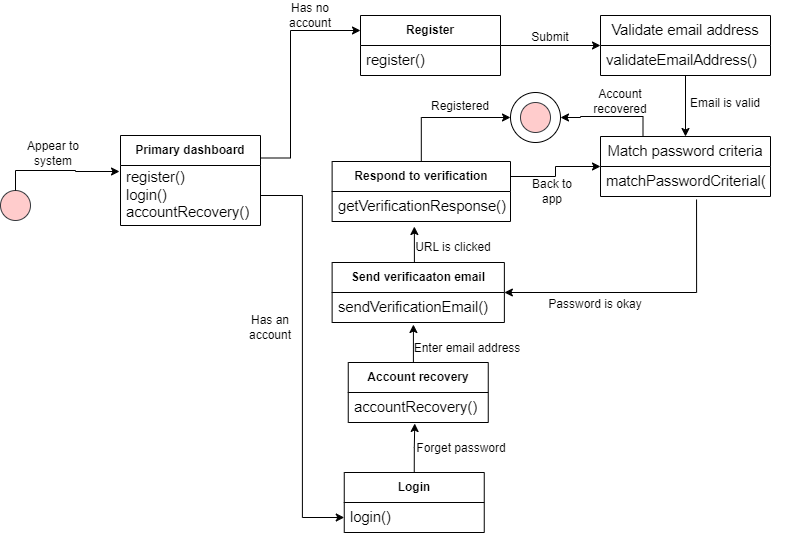 Has no
account
Register
register()
Submit
Validate email address
validateEmailAddress()
Email is valid
Registered
Account
recovered
Appear to
system
Primary dashboard
register()
login()
accountRecovery()
Match password criteria
matchPasswordCriterial(
Respond to verification
getVerificationResponse()
Back to
app
URL is clicked
Send verificaaton email
sendVerificationEmail()
Password is okay
Has an
account
Enter email address
Account recovery
accountRecovery()
Forget password
Login
login()